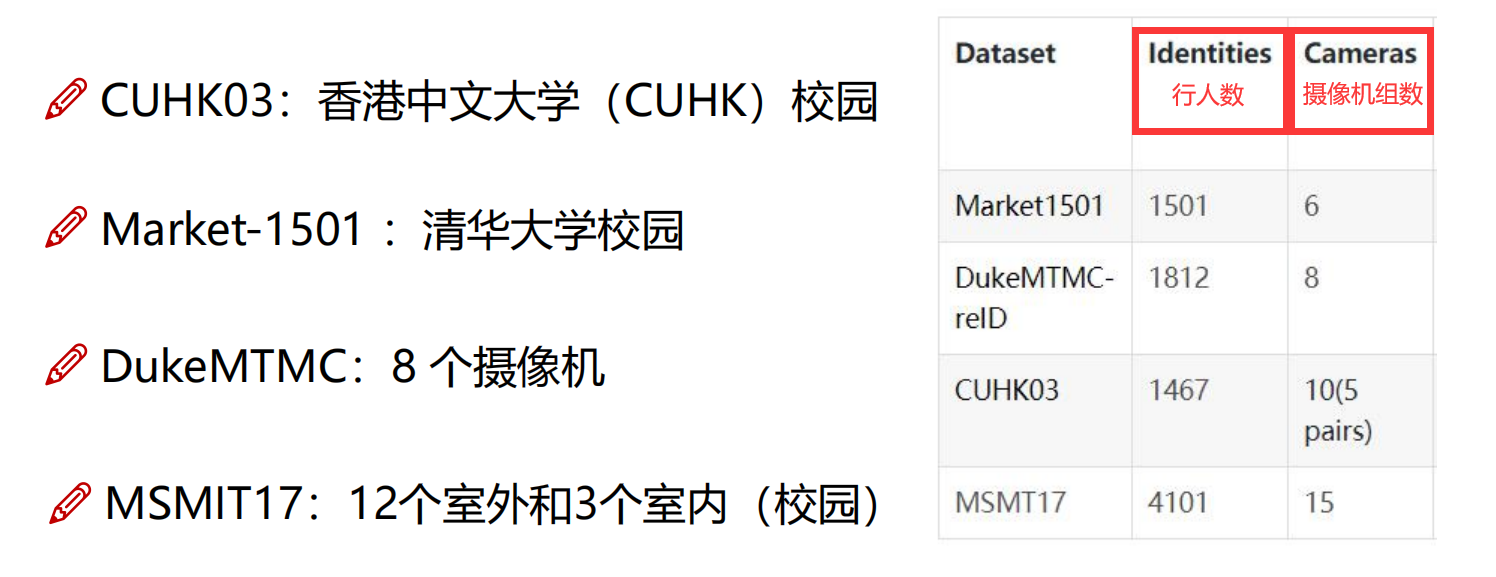 CUHK03：香港中文大学（CUHK）校园
Market-1501 ：清华大学校园
DukeMTMC：8 个摄像机
MSMIT17：12个室外和3个室内（校园）
Dataset Identities Cameras
行人数 摄像机组数
Market1501 1501 6
DukeMTMC- 1812 8
reID
CUHK03 1467 10(5
pairs)
MSMT17 4101 15